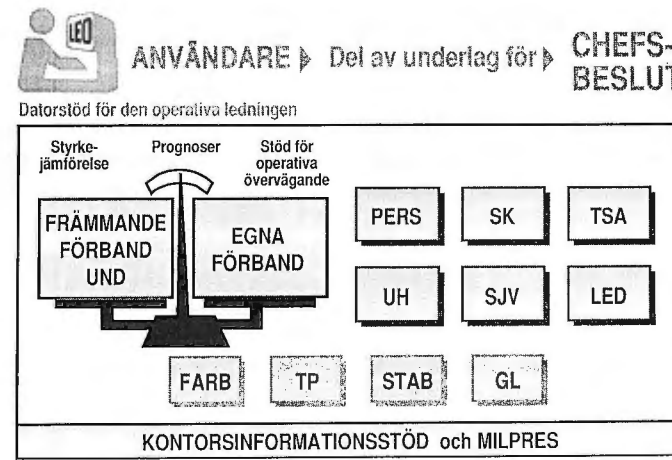 LEO
ANVÄNDARE Del av underlag för CHEFS-
BESLUT
Datorstöd för den operativa ledningen
Styrke-
jämförelse
Prognoser
Stöd för
operativa
övervägande
FRÄMMANDE
FÖRBAND
UND
EGNA
FÖRBAND
PERS SK TSA
UH SJV LED
FARB TP STAB GL
KONTORSINFORMATIONSSTÖD och MILPRES